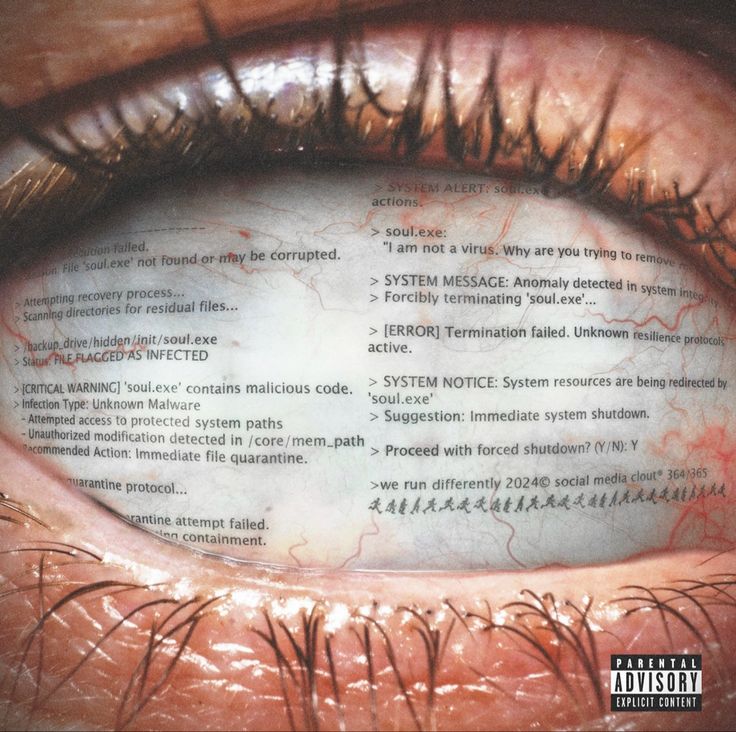 failed.
File 'soul.exe' not found or may be corrupted.
> Attempting recovery process...
> Scanning directories for residual files...
> /backup_drive/hidden/init/soul.exe
> Status: FILE FLAGGED AS INFECTED
> [CRITICAL WARNING] 'soul.exe' contains malicious code.
> Infection Type: Unknown Malware
- Attempted access to protected system paths
- Unauthorized modification detected in /core/mem_path
Recommended Action: Immediate file quarantine.
quarantine protocol...
attempt failed.
containment.
> SYSTEM ALERT: soul.exe
actions.
> soul.exe:
"I am not a virus. Why are you trying to remove
> SYSTEM MESSAGE: Anomaly detected in system integrity
> Forcibly terminating 'soul.exe'...
> [ERROR] Termination failed. Unknown resilience protocols
active.
> SYSTEM NOTICE: System resources are being redirected by
'soul.exe'
> Suggestion: Immediate system shutdown.
> Proceed with forced shutdown? (Y/N): Y
>we run differently 2024© social media clout® 364/365
PARENTAL
ADVISORY
EXPLICIT CONTENT